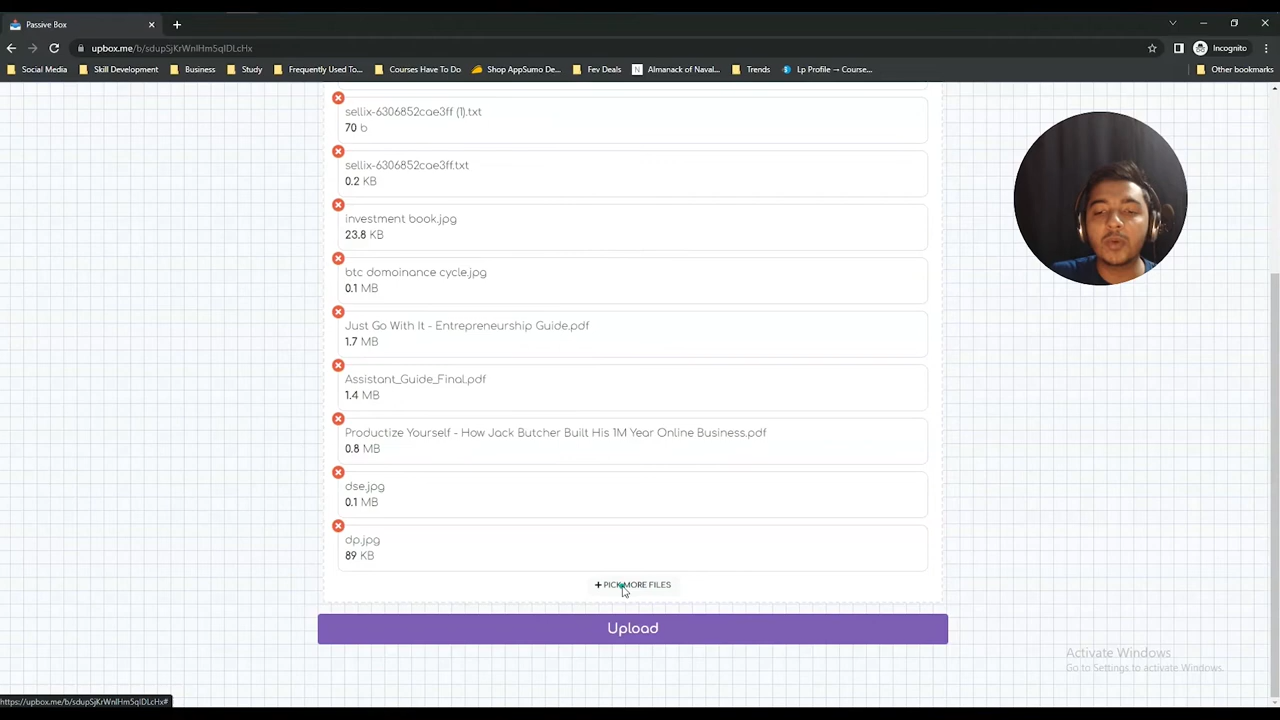 Passive Box
upbox.me/b/sdupSjKrWnIHm5qIDLcHx
Incognito
Social Media
Skill Development
Business
Study
Frequently Used To...
Courses Have To Do
Shop AppSumo De...
Fev Deals
N
Almanack of Naval...
Trends
Lp Profile → Course...
Other bookmarks
sellix-6306852cae3ff (1).txt
70 b
sellix-6306852cae3ff.txt
0.2 KB
investment book.jpg
23.8 KB
btc domoinance cycle.jpg
0.1 MB
Just Go With It - Entrepreneurship Guide.pdf
1.7 MB
Assistant_Guide_Final.pdf
1.4 MB
Productize Yourself - How Jack Butcher Built His 1M Year Online Business.pdf
0.8 MB
dse.jpg
0.1 MB
dp.jpg
89 KB
+ PICK MORE FILES
Upload
Activate Windows
Go to Settings to activate Windows.
https://upbox.me/b/sdupSjKrWnIHm5qIDLcHx#